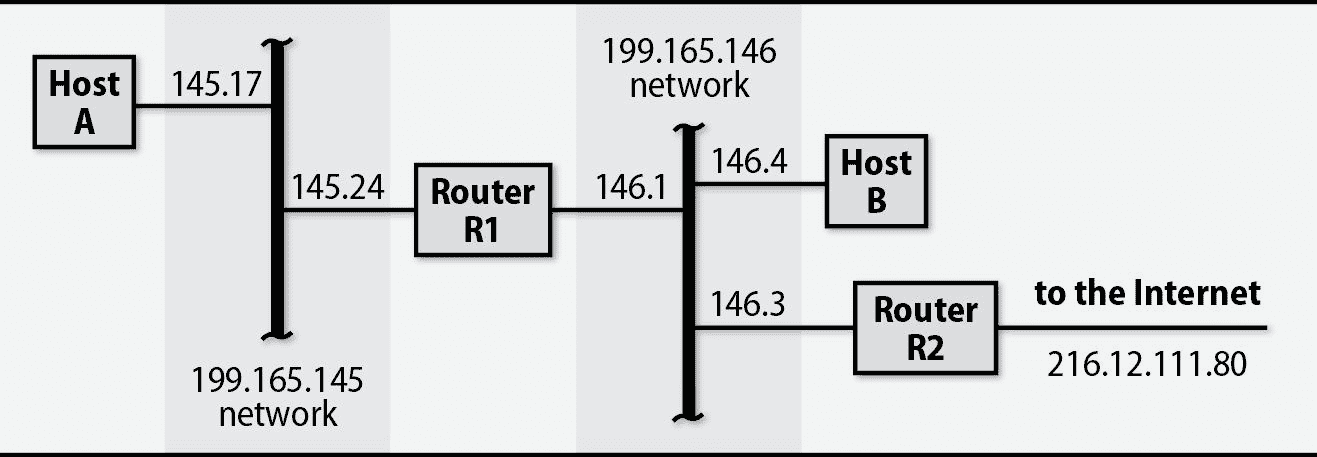 Host
A
145.17
199.165.145
network
145.24
Router
R1
146.1
199.165.146
network
146.4
Host
B
146.3
Router
R2
to the Internet
216.12.111.80